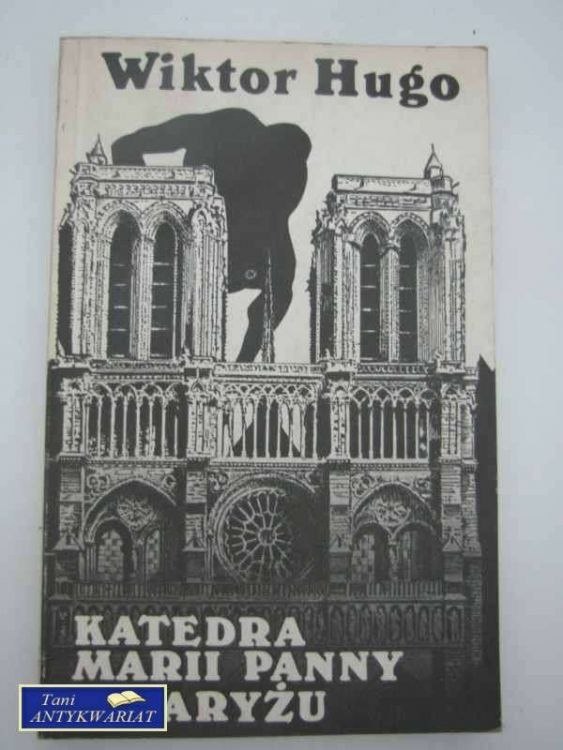 Wiktor Hugo
KATEDRA
MARII PANNY
ARYŻU
Tani
ANTYKWARIAT